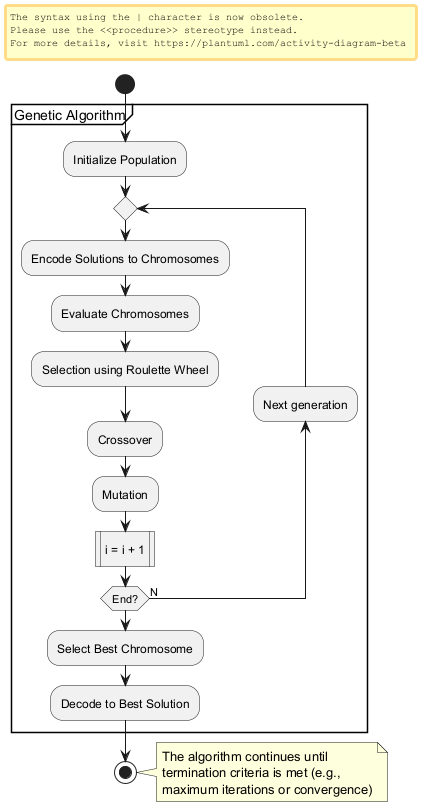 The syntax using the | character is now obsolete.
Please use the <<procedure>> stereotype instead.
For more details, visit https://plantuml.com/activity-diagram-beta
Genetic Algorithm
Initialize Population
Encode Solutions to Chromosomes
Evaluate Chromosomes
Selection using Roulette Wheel
Next generation
Crossover
Mutation
i = i + 1
End?
N
Select Best Chromosome
Decode to Best Solution
The algorithm continues until
termination criteria is met (e.g.,
maximum iterations or convergence)